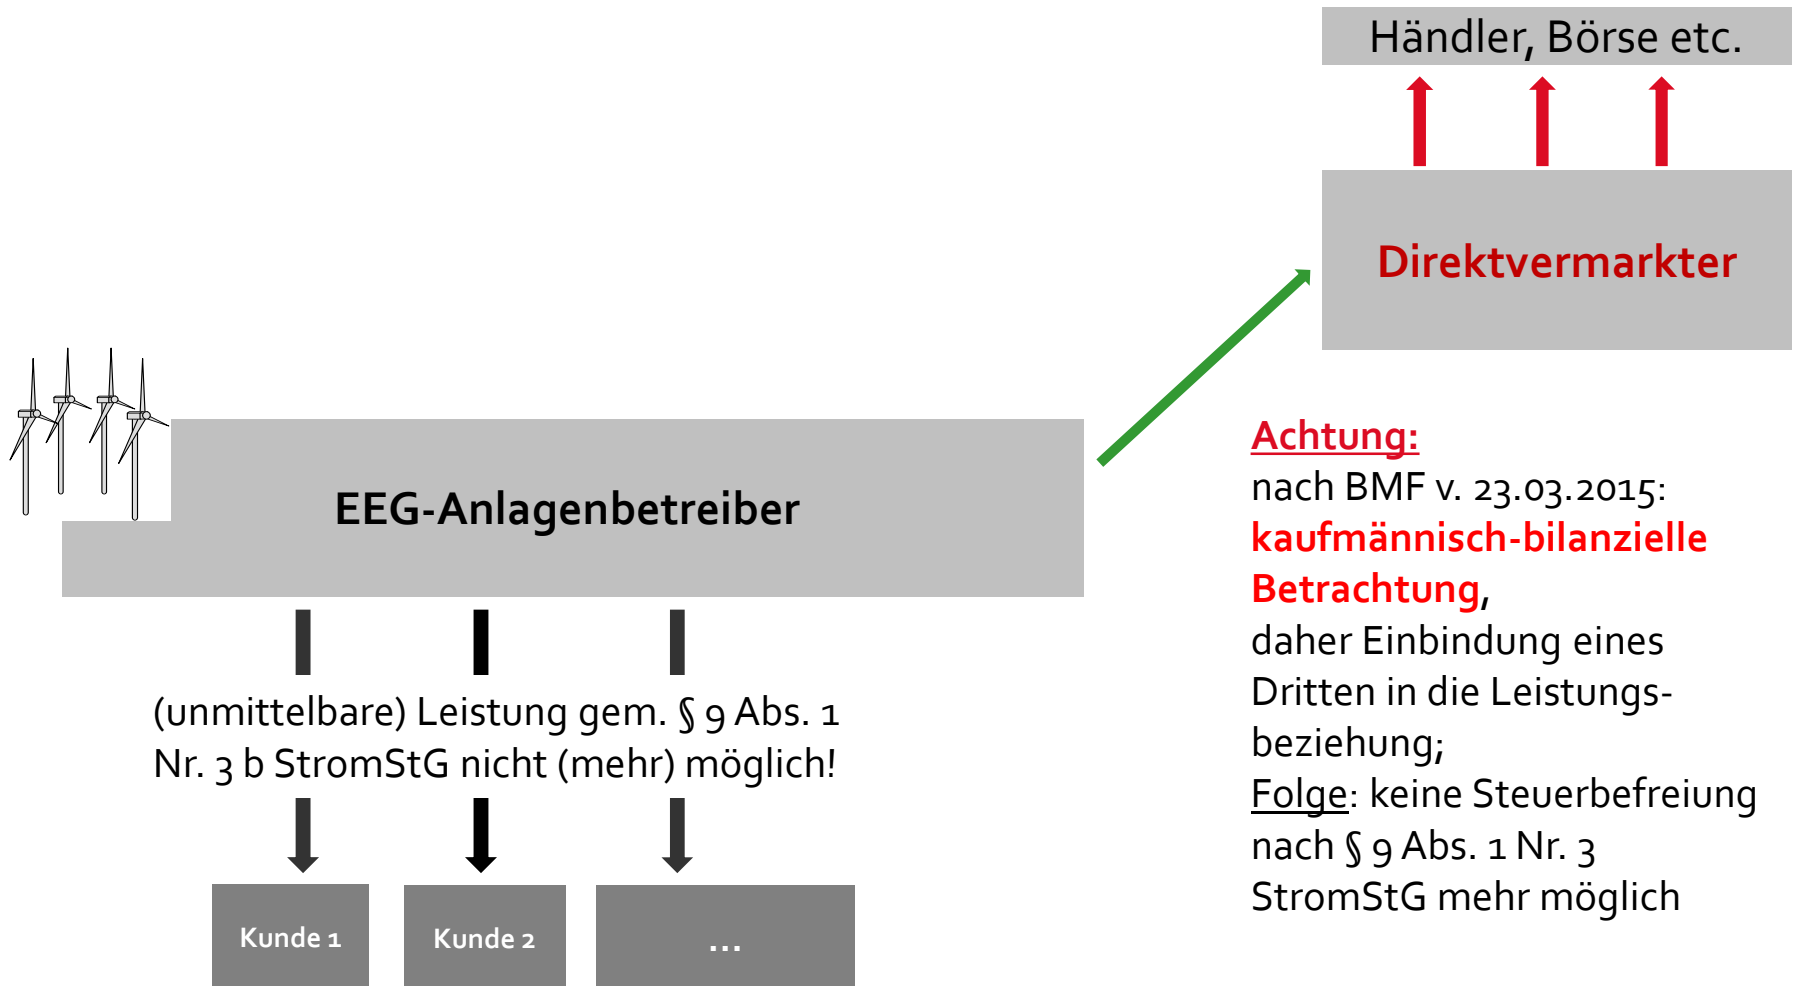 Händler, Börse etc.
Direktvermarkter
EEG-Anlagenbetreiber
(unmittelbare) Leistung gem. § 9 Abs. 1
Nr. 3 b StromStG nicht (mehr) möglich!
Kunde 1
Kunde 2
...
Achtung:
nach BMF v. 23.03.2015:
kaufmännisch-bilanzielle
Betrachtung,
daher Einbindung eines
Dritten in die Leistungs-
beziehung;
Folge: keine Steuerbefreiung
nach § 9 Abs. 1 Nr. 3
StromStG mehr möglich